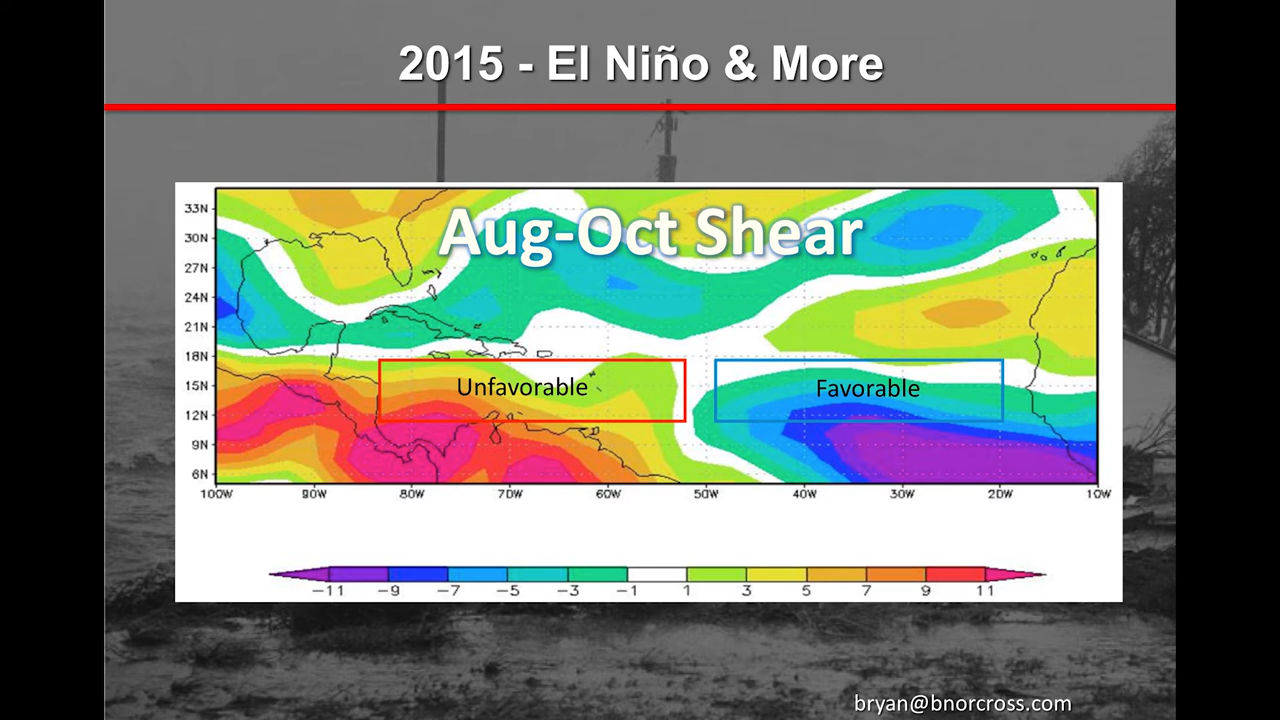 2015 - El Niño & More
Aug-Oct Shear
33N
30N
27N
24N
21N
18N
15N
12N
9N
6N
Unfavorable
Favorable
100W 90W 80W 70W 60W 50W 40W 30W 20W 10W
-11 -9 -7 -5 -3 -1 1 3 5 7 9 11
bryan@bnorcross.com